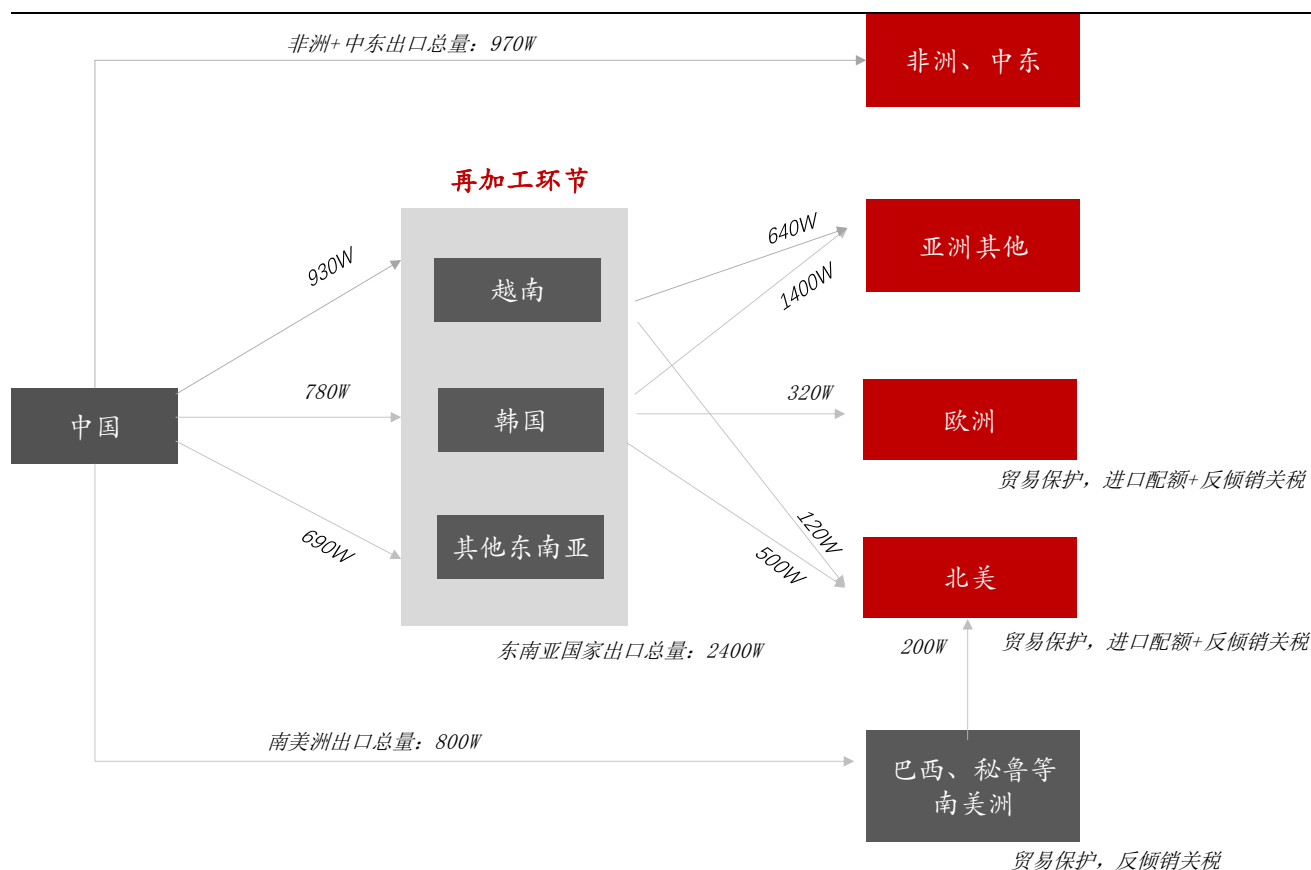 非洲+中东出口总量：970W
非洲、中东
再加工环节
930W
越南
640W
1400W
亚洲其他
中国
780W
韩国
320W
欧洲
贸易保护，进口配额+反倾销关税
690W
其他东南亚
120W
500W
北美
东南亚国家出口总量：2400W
200W
贸易保护，进口配额+反倾销关税
南美洲出口总量：800W
巴西、秘鲁等
南美洲
贸易保护，反倾销关税